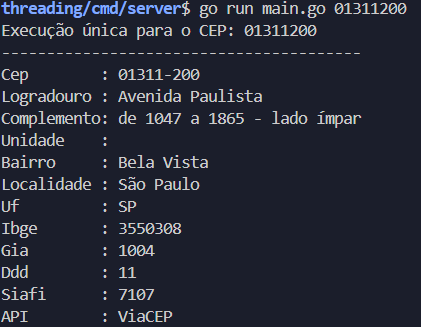 threading/cmd/server$ go run main.go 01311200
Execução única para o CEP: 01311200
----------------------------------------
Cep        : 01311-200
Logradouro : Avenida Paulista
Complemento: de 1047 a 1865 - lado ímpar
Unidade    :
Bairro     : Bela Vista
Localidade : São Paulo
Uf         : SP
Ibge       : 3550308
Gia        : 1004
Ddd        : 11
Siafi      : 7107
API        : ViaCEP